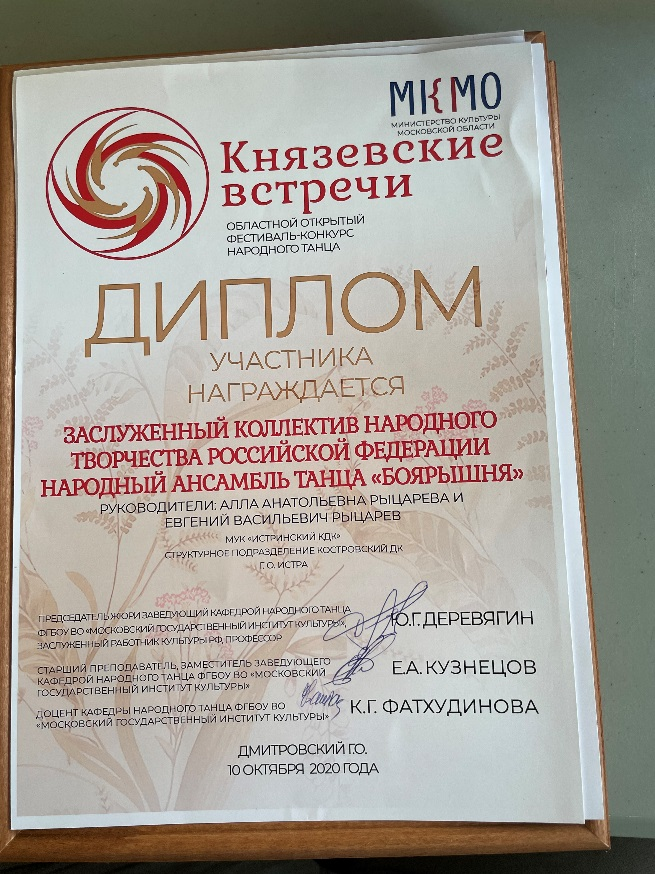 МК МО
МИНИСТЕРСТВО КУЛЬТУРЫ
МОСКОВСКОЙ ОБЛАСТИ
Князевские
встречи
ОБЛАСТНОЙ ОТКРЫТЫЙ
ФЕСТИВАЛЬ-КОНКУРС
НАРОДНОГО ТАНЦА
ДИПЛОМ
УЧАСТНИКА
НАГРАЖДАЕТСЯ
ЗАСЛУЖЕННЫЙ КОЛЛЕКТИВ НАРОДНОГО
ТВОРЧЕСТВА РОССИЙСКОЙ ФЕДЕРАЦИИ
НАРОДНЫЙ АНСАМБЛЬ ТАНЦА «БОЯРЫШНЯ»
РУКОВОДИТЕЛИ: АЛЛА АНАТОЛЬЕВНА РЫЦАРЕВА И
ЕВГЕНИЙ ВАСИЛЬЕВИЧ РЫЦАРЕВ
МУК «ИСТРИНСКИЙ КДК»
СТРУКТУРНОЕ ПОДРАЗДЕЛЕНИЕ КОСТРОВСКИЙ ДК
Г. О. ИСТРА
ПРЕДСЕДАТЕЛЬ ЖЮРИ ЗАВЕДУЮЩИЙ КАФЕДРОЙ НАРОДНОГО ТАНЦА
ФГБОУ ВО «МОСКОВСКИЙ ГОСУДАРСТВЕННЫЙ ИНСТИТУТ КУЛЬТУРЫ»,
ЗАСЛУЖЕННЫЙ РАБОТНИК КУЛЬТУРЫ РФ, ПРОФЕССОР
Ю.Г. ДЕРЕВЯГИН
СТАРШИЙ ПРЕПОДАВАТЕЛЬ, ЗАМЕСТИТЕЛЬ ЗАВЕДУЮЩЕГО
КАФЕДРОЙ НАРОДНОГО ТАНЦА ФГБОУ ВО «МОСКОВСКИЙ
ГОСУДАРСТВЕННЫЙ ИНСТИТУТ КУЛЬТУРЫ»
Е.А. КУЗНЕЦОВ
ДОЦЕНТ КАФЕДРЫ НАРОДНОГО ТАНЦА ФГБОУ ВО
«МОСКОВСКИЙ ГОСУДАРСТВЕННЫЙ ИНСТИТУТ КУЛЬТУРЫ»
К.Г. ФАТХУДИНОВА
ДМИТРОВСКИЙ Г.О.
10 ОКТЯБРЯ 2020 ГОДА